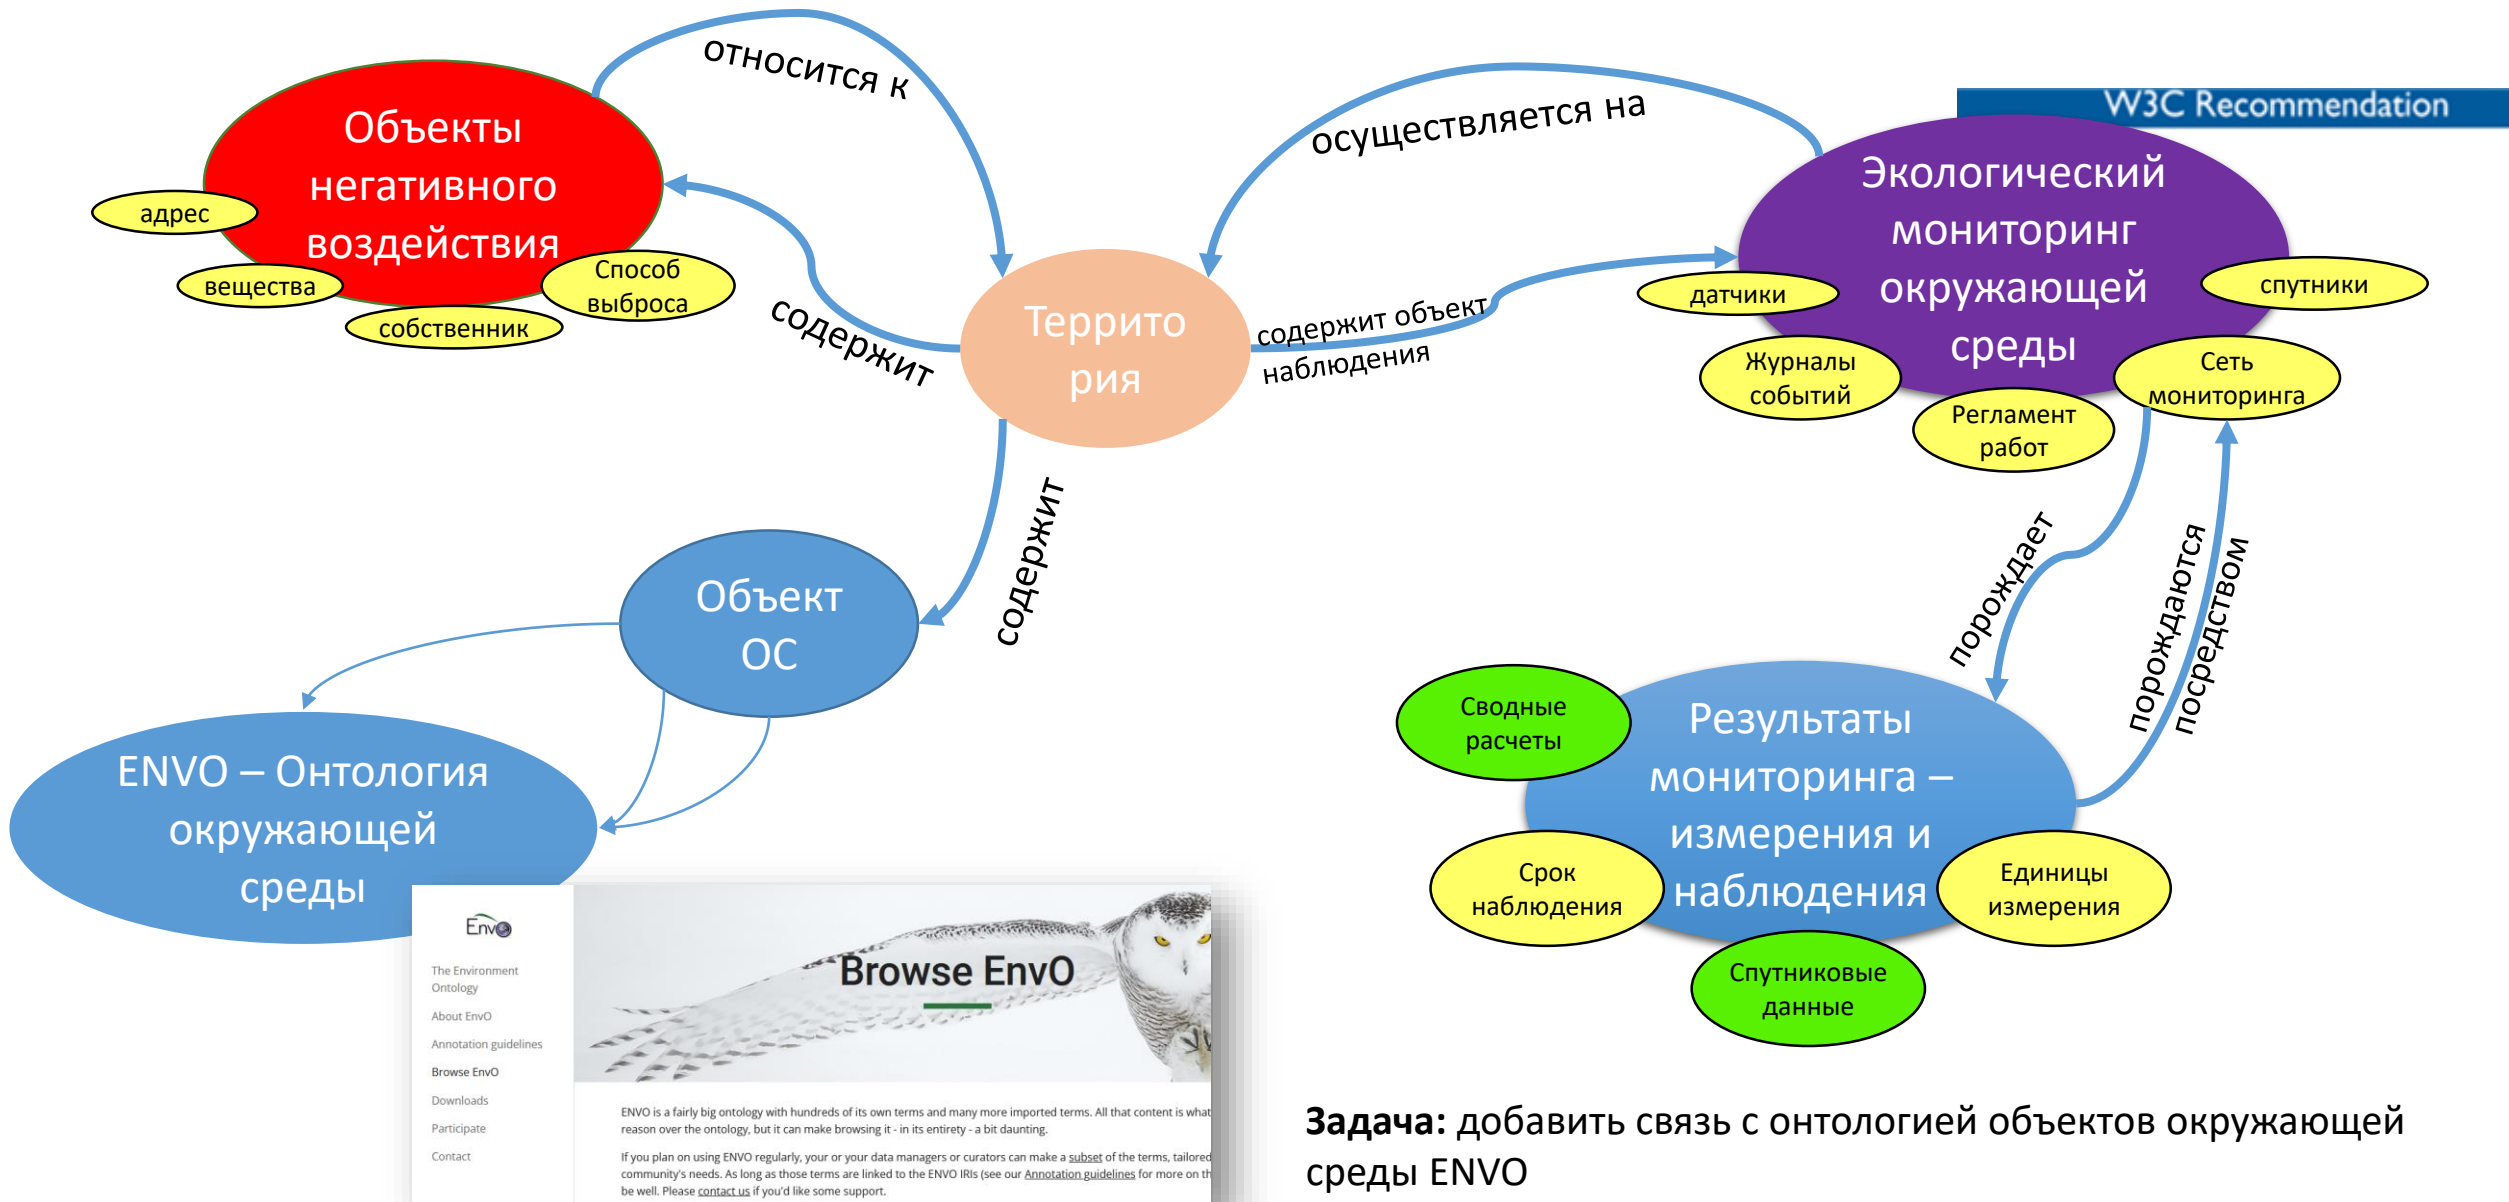 относится к
осуществляется на
W3C Recommendation
Объекты
негативного
воздействия
адрес
вещества
собственник
Способ
выброса
содержит
Террито
рия
содержит объект
наблюдения
Экологический
мониторинг
окружающей
среды
датчики
спутники
Журналы
событий
Регламент
работ
Сеть
мониторинга
содержит
порождает
порождаются
посредством
Объект
ОС
ENVO – Онтология
окружающей
среды
Сводные
расчеты
Результаты
мониторинга –
измерения и
наблюдения
Срок
наблюдения
Единицы
измерения
Спутниковые
данные
EnvO
The Environment
Ontology
About EnvO
Annotation guidelines
Browse EnvO
Downloads
Participate
Contact
Browse EnvO
ENVO is a fairly big ontology with hundreds of its own terms and many more imported terms. All that content is what
reason over the ontology, but it can make browsing it - in its entirety - a bit daunting.
If you plan on using ENVO regularly, your or your data managers or curators can make a subset of the terms, tailored
community's needs. As long as those terms are linked to the ENVO IRIs (see our Annotation guidelines for more on
be well. Please contact us if you'd like some support.
Задача: добавить связь с онтологией объектов окружающей
среды ENVO